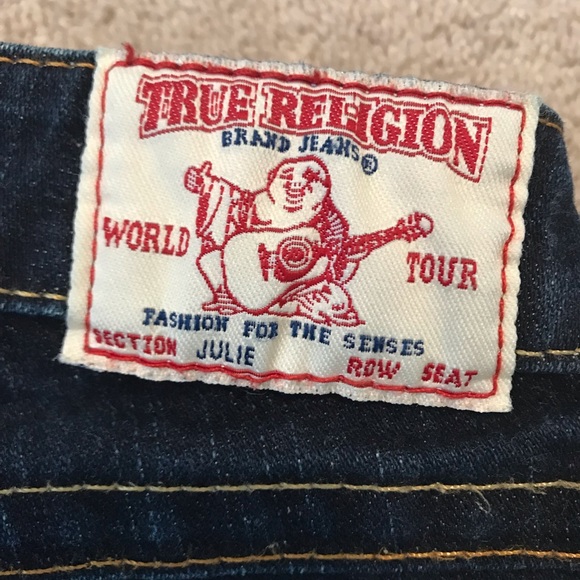 TRUE RELIGION
BRAND JEANS®
WORLD TOUR
FASHION FOR THE SENSES
SECTION JULIE ROW SEAT